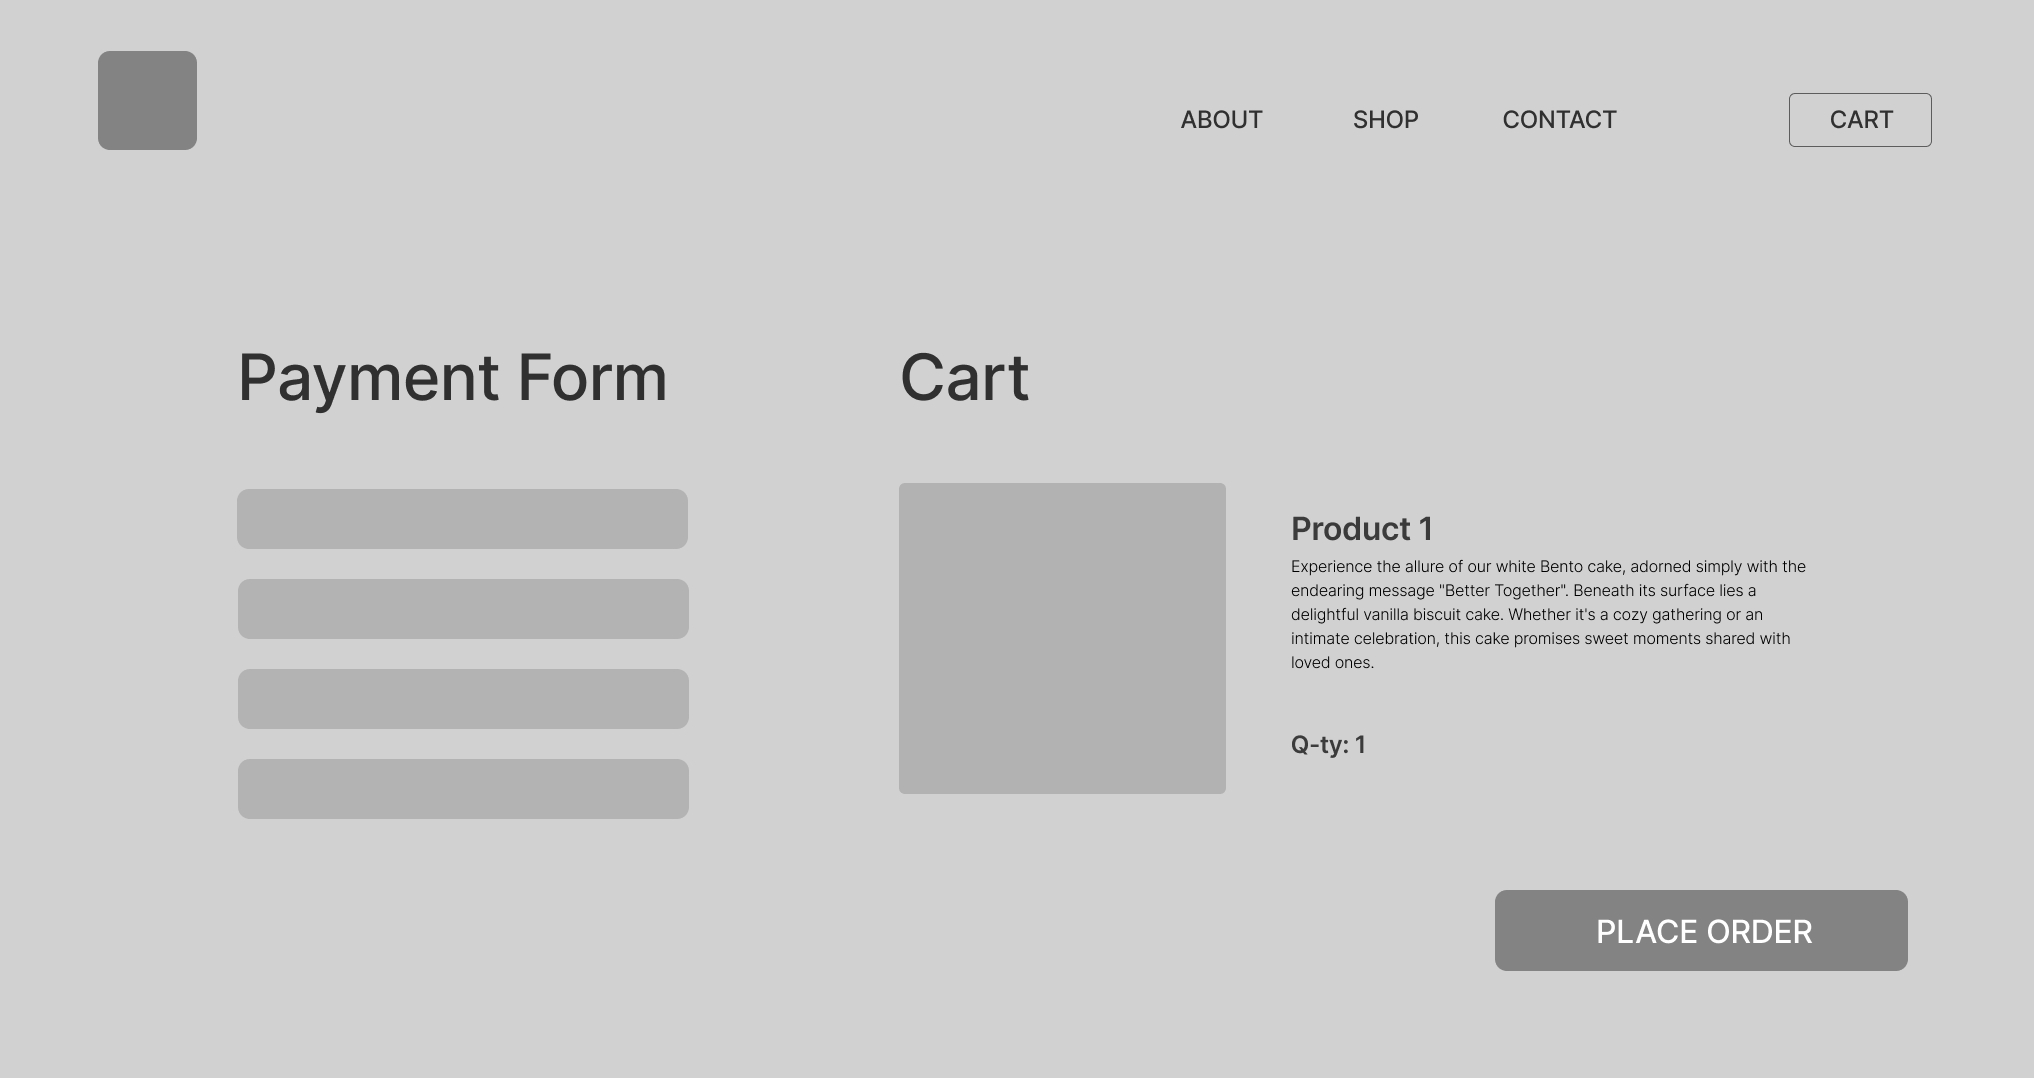 ABOUT SHOP CONTACT CART
Payment Form
Cart
Product 1
Experience the allure of our white Bento cake, adorned simply with the
endearing message "Better Together". Beneath its surface lies a
delightful vanilla biscuit cake. Whether it's a cozy gathering or an
intimate celebration, this cake promises sweet moments shared with
loved ones.
Q-ty: 1
PLACE ORDER